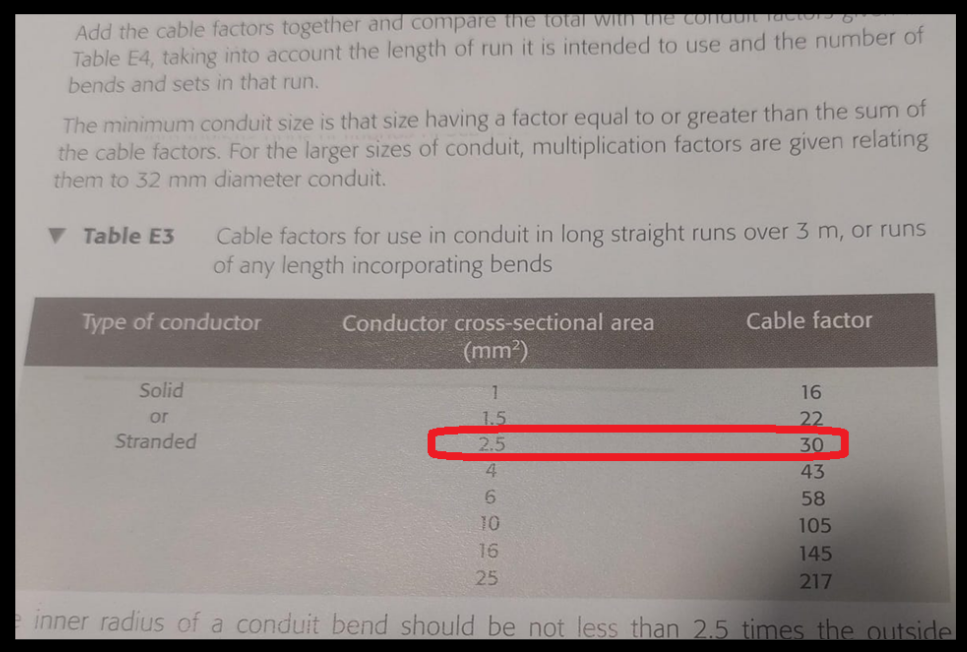 Add the cable factors together and compare the total with the conduit factors
Table E4, taking into account the length of run it is intended to use and the number of
bends and sets in that run.
The minimum conduit size is that size having a factor equal to or greater than the sum of
the cable factors. For the larger sizes of conduit, multiplication factors are given relating
them to 32 mm diameter conduit.
▼ Table E3 Cable factors for use in conduit in long straight runs over 3 m, or runs
of any length incorporating bends
Type of conductor Conductor cross-sectional area Cable factor
(mm²)
Solid 1 16
or 1.5 22
Stranded 2.5 30
4 43
6 58
10 105
16 145
25 217
inner radius of a conduit bend should be not less than 2.5 times the outside